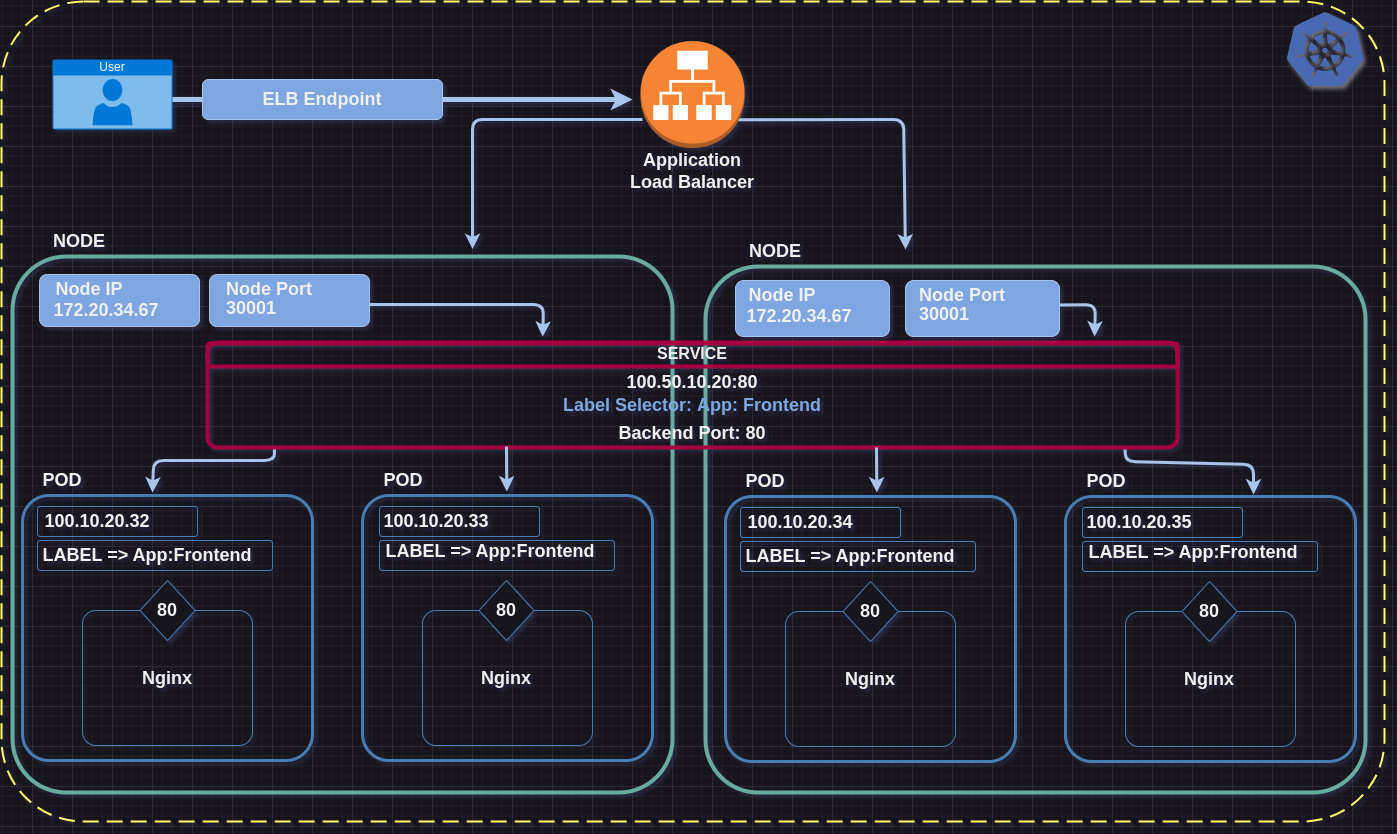 User
ELB Endpoint
Application
Load Balancer
NODE
Node IP
172.20.34.67
Node Port
30001
NODE
Node IP
172.20.34.67
Node Port
30001
SERVICE
100.50.10.20:80
Label Selector: App: Frontend
Backend Port: 80
POD
100.10.20.32
LABEL => App:Frontend
80
Nginx
POD
100.10.20.33
LABEL => App:Frontend
80
Nginx
POD
100.10.20.34
LABEL => App:Frontend
80
Nginx
POD
100.10.20.35
LABEL => App:Frontend
80
Nginx